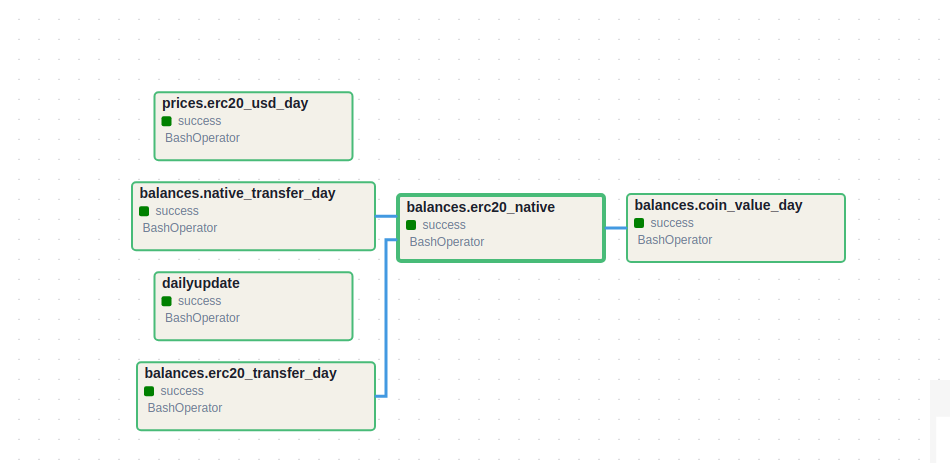 prices.erc20_usd_day
success
BashOperator
balances.native_transfer_day
success
BashOperator
dailyupdate
success
BashOperator
balances.erc20_transfer_day
success
BashOperator
balances.erc20_native
success
BashOperator
balances.coin_value_day
success
BashOperator